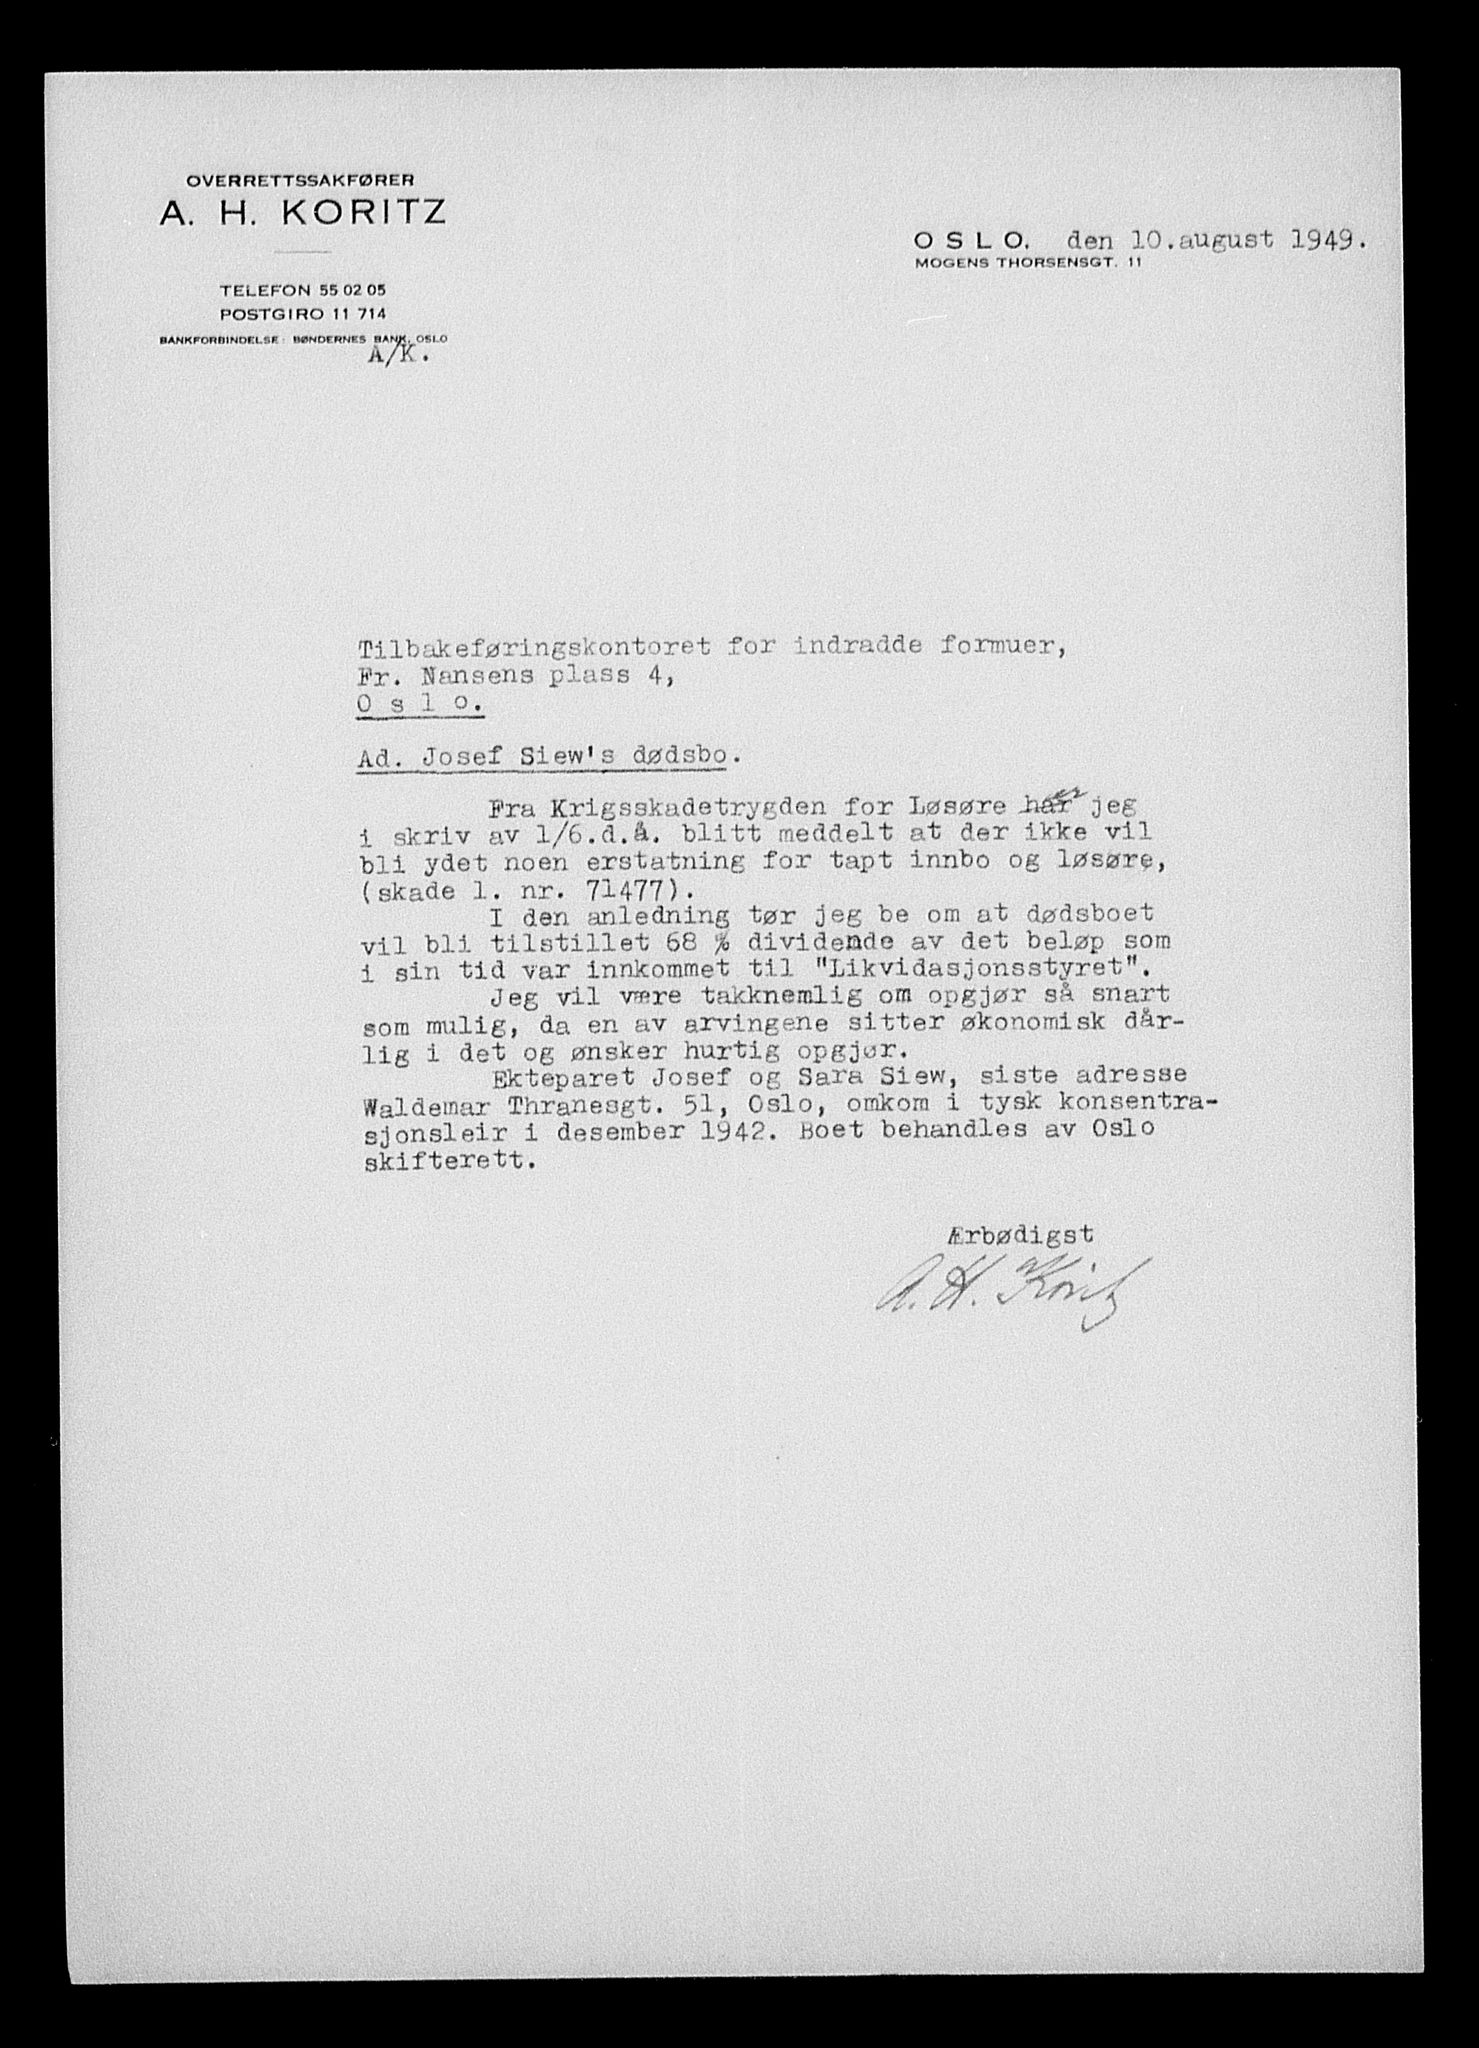 OVERRETTSSAKFØRER
A. H. KORITZ
TELEFON 55 02 05
POSTGIRO 11 714
BANKFORBINDELSE: BØNDERNES BANK, OSLO
A/K.
OSLO. den 10.august 1949.
MOGENS THORSENSGT. 11
Tilbakeføringskontoret for indradde formuer,
Fr. Nansens plass 4,
O s l o.
Ad. Josef Siew's dødsbo.
Fra Krigsskadetrygden for Løsøre har er jeg
i skriv av 1/6.d.å. blitt meddelt at der ikke vil
bli ydet noen erstatning for tapt innbo og løsøre,
(skade l. nr. 71477).
I den anledning tør jeg be om at dødsboet
vil bli tilstillet 68 % dividende av det beløp som
i sin tid var innkommet til "Likvidasjonsstyret".
Jeg vil være takknemlig om opgjør så snart
som mulig, da en av arvingene sitter økonomisk dår-
lig i det og ønsker hurtig opgjør.
Ekteparet Josef og Sara Siew, siste adresse
Waldemar Thranesgt. 51, Oslo, omkom i tysk konsentra-
sjonsleir i desember 1942. Boet behandles av Oslo
skifterett.
Ærbødigst
A. H. Koritz